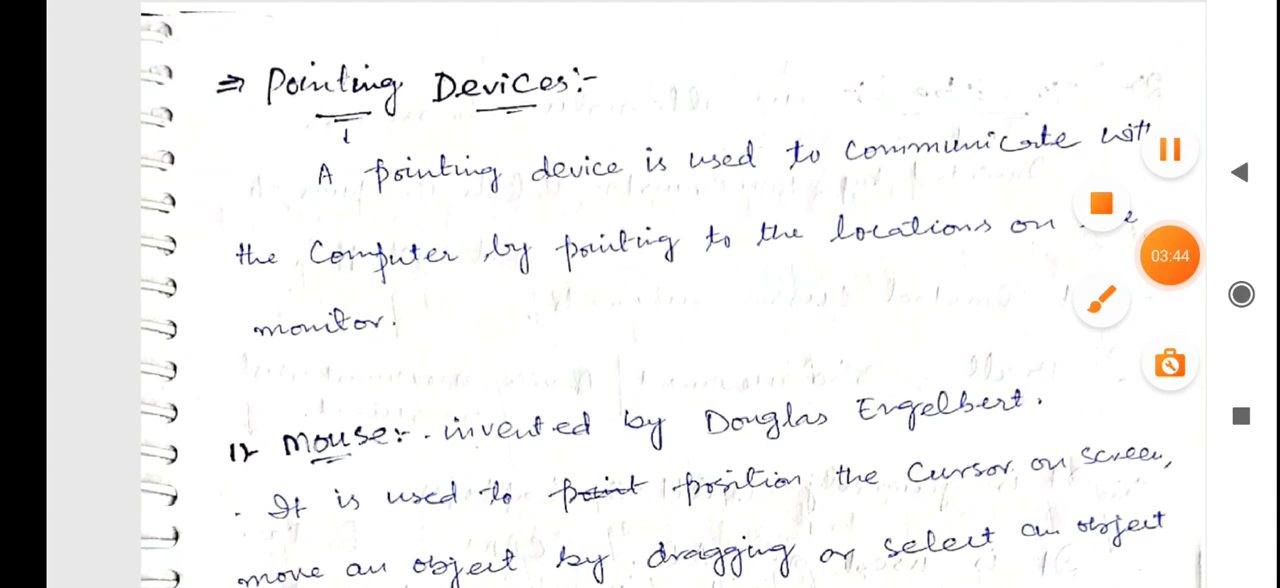 ⇒ Pointing Devices:-
A pointing device is used to communicate with
the Computer by pointing to the locations on
monitor.
1) Mouse:- . invented by Douglas Engelbert.
. It is used to point position the Cursor on screen,
move an object by dragging or select an object
03:44